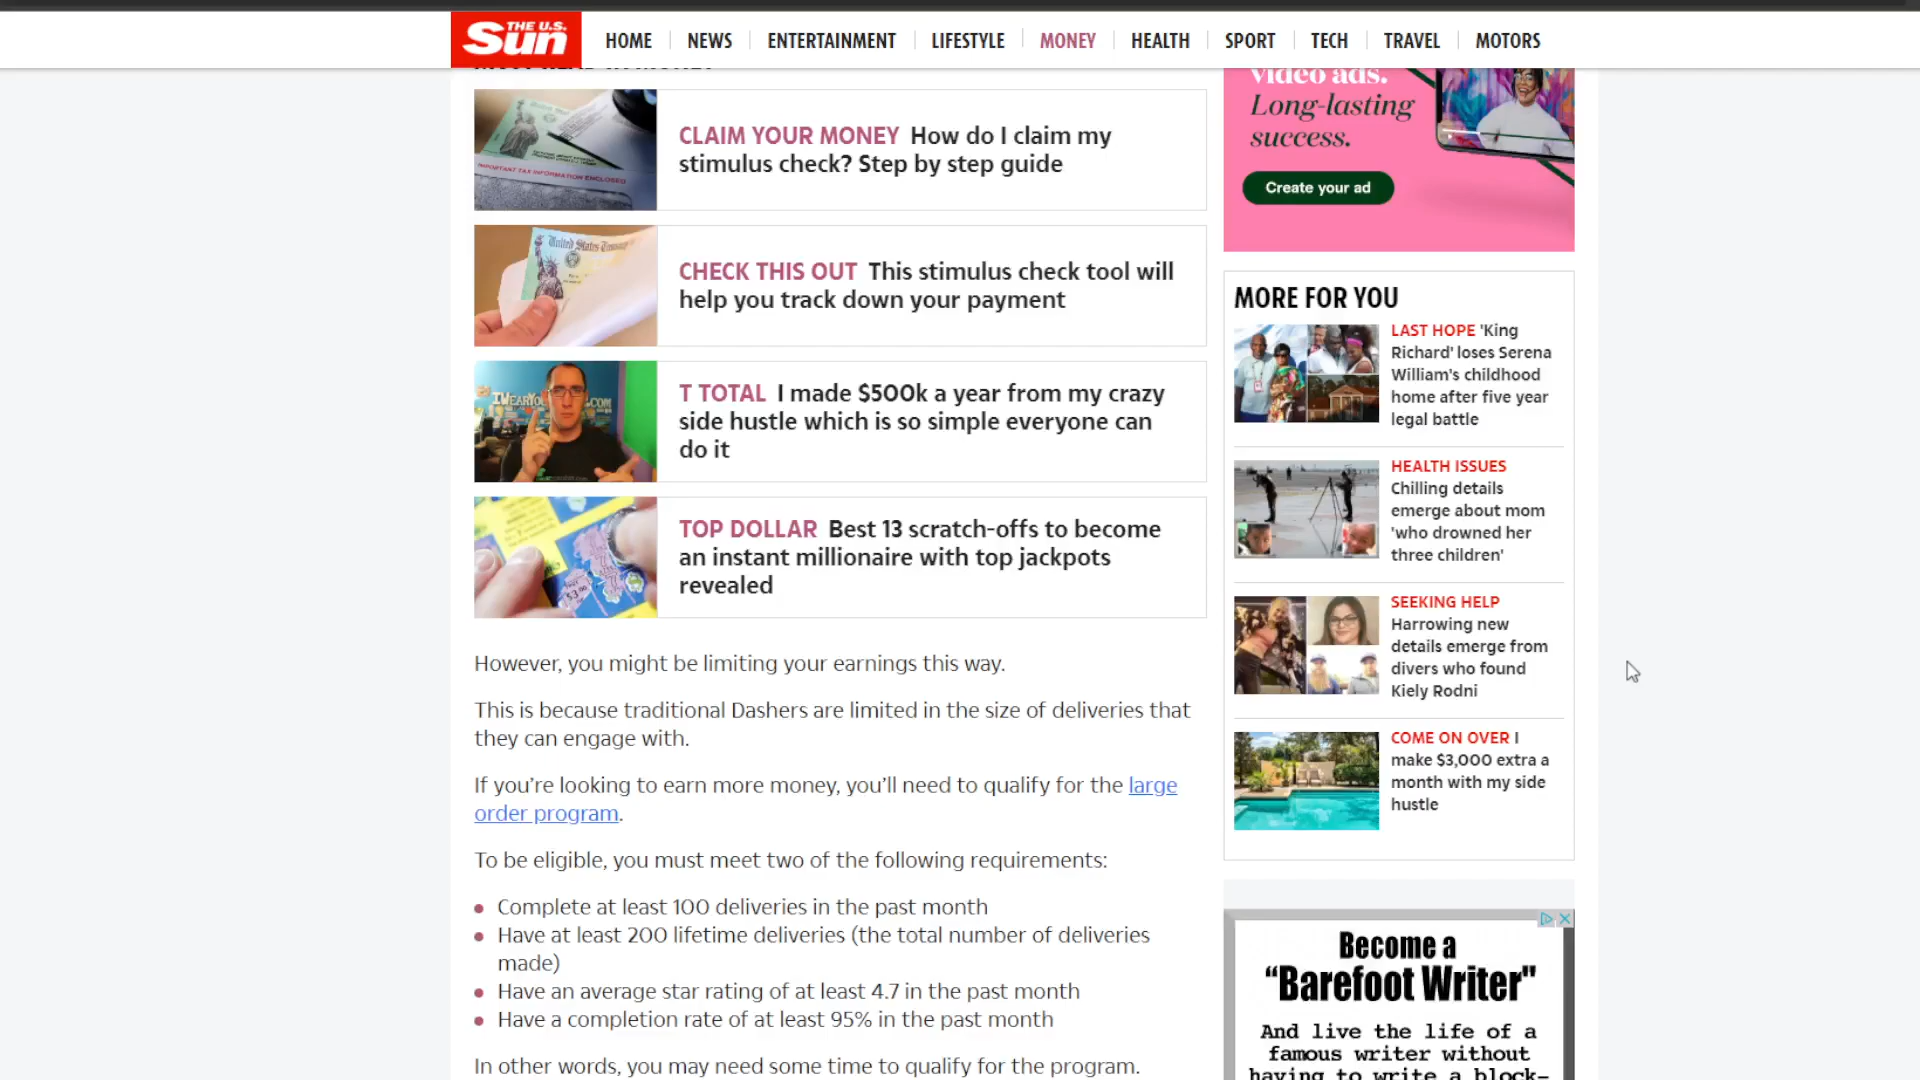 THE U.S.
Sun
HOME
NEWS
ENTERTAINMENT
LIFESTYLE
MONEY
HEALTH
SPORT
TECH
TRAVEL
MOTORS
IMPORTANT TAX INFORMATION ENCLOSED
CLAIM YOUR MONEY How do I claim my
stimulus check? Step by step guide
United States Treasury
CHECK THIS OUT This stimulus check tool will
help you track down your payment
T TOTAL I made $500k a year from my crazy
side hustle which is so simple everyone can
do it
TOP DOLLAR Best 13 scratch-offs to become
an instant millionaire with top jackpots
revealed
However, you might be limiting your earnings this way.
This is because traditional Dashers are limited in the size of deliveries that
they can engage with.
If you’re looking to earn more money, you’ll need to qualify for the large
order program.
To be eligible, you must meet two of the following requirements:
Complete at least 100 deliveries in the past month
Have at least 200 lifetime deliveries (the total number of deliveries
made)
Have an average star rating of at least 4.7 in the past month
Have a completion rate of at least 95% in the past month
In other words, you may need some time to qualify for the program.
video ads.
Long-lasting
success.
Create your ad
MORE FOR YOU
LAST HOPE 'King
Richard' loses Serena
William's childhood
home after five year
legal battle
HEALTH ISSUES
Chilling details
emerge about mom
'who drowned her
three children'
SEEKING HELP
Harrowing new
details emerge from
divers who found
Kiely Rodni
COME ON OVER I
make $3,000 extra a
month with my side
hustle
Become a
“Barefoot Writer"
And live the life of a
famous writer without
having to write a block-